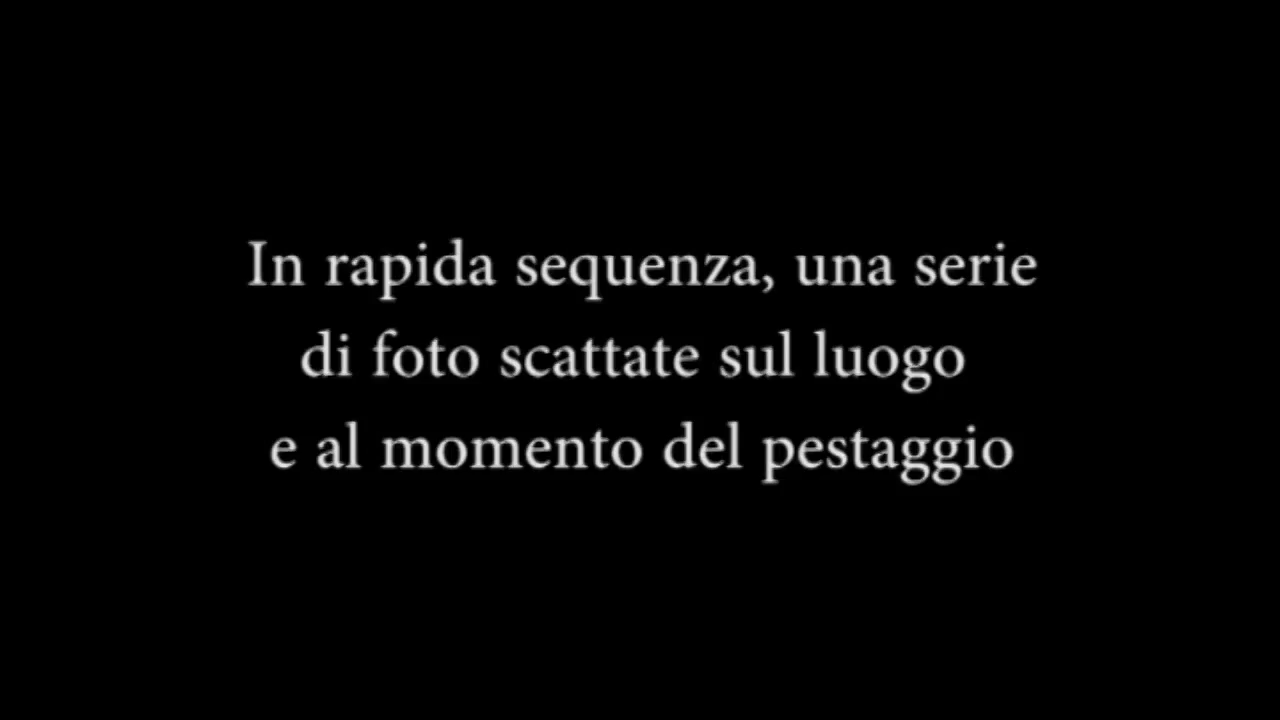 In rapida sequenza, una serie
di foto scattate sul luogo
e al momento del pestaggio